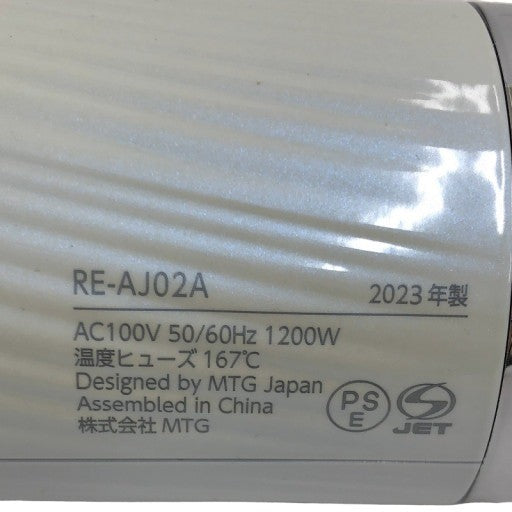 RE-AJ02A 2023年製
AC100V 50/60Hz 1200W
温度ヒューズ 167℃
Designed by MTG Japan
Assembled in China
株式会社 MTG
PS
E
S
JET